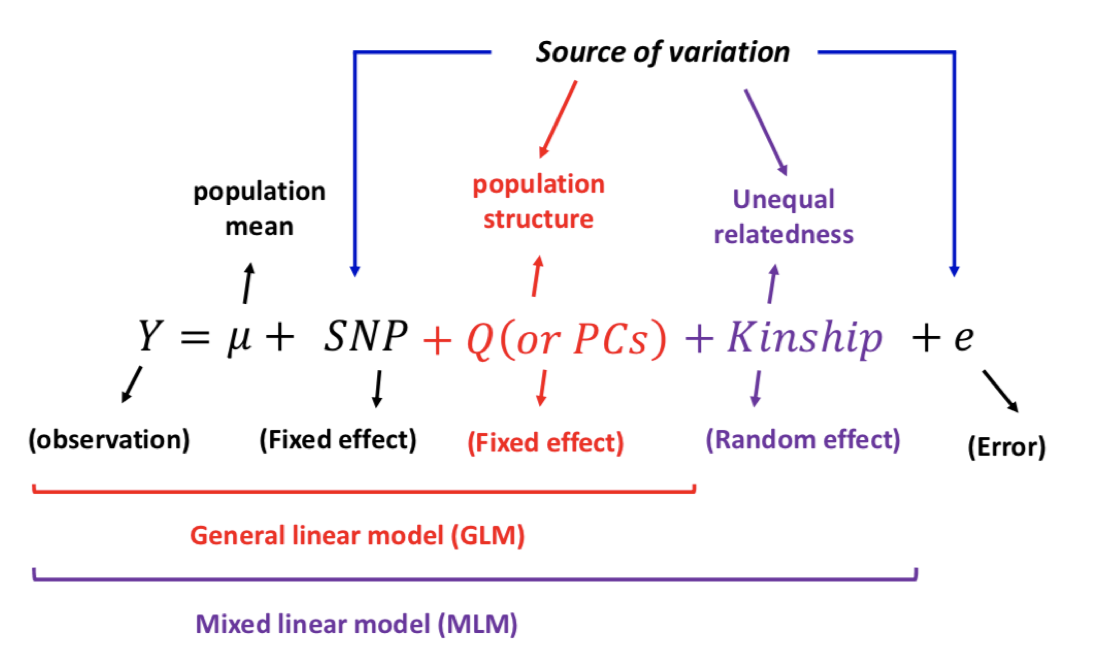 Source of variation
population
mean
population
structure
Unequal
relatedness
Y = μ + SNP + Q(or PCs) + Kinship + e
(observation)
(Fixed effect)
(Fixed effect)
(Random effect)
(Error)
General linear model (GLM)
Mixed linear model (MLM)